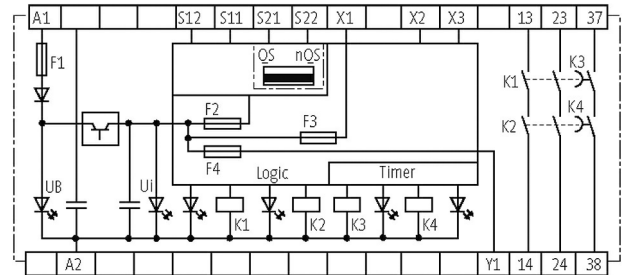 A1 S12 S11 S21 S22 X1 X2 X3 13 23 37
F1
QS nQS
K3
K1
F2
K4
F3
K2
F4
UB Ui Logic Timer
K1 K2 K3 K4
A2 Y1 14 24 38